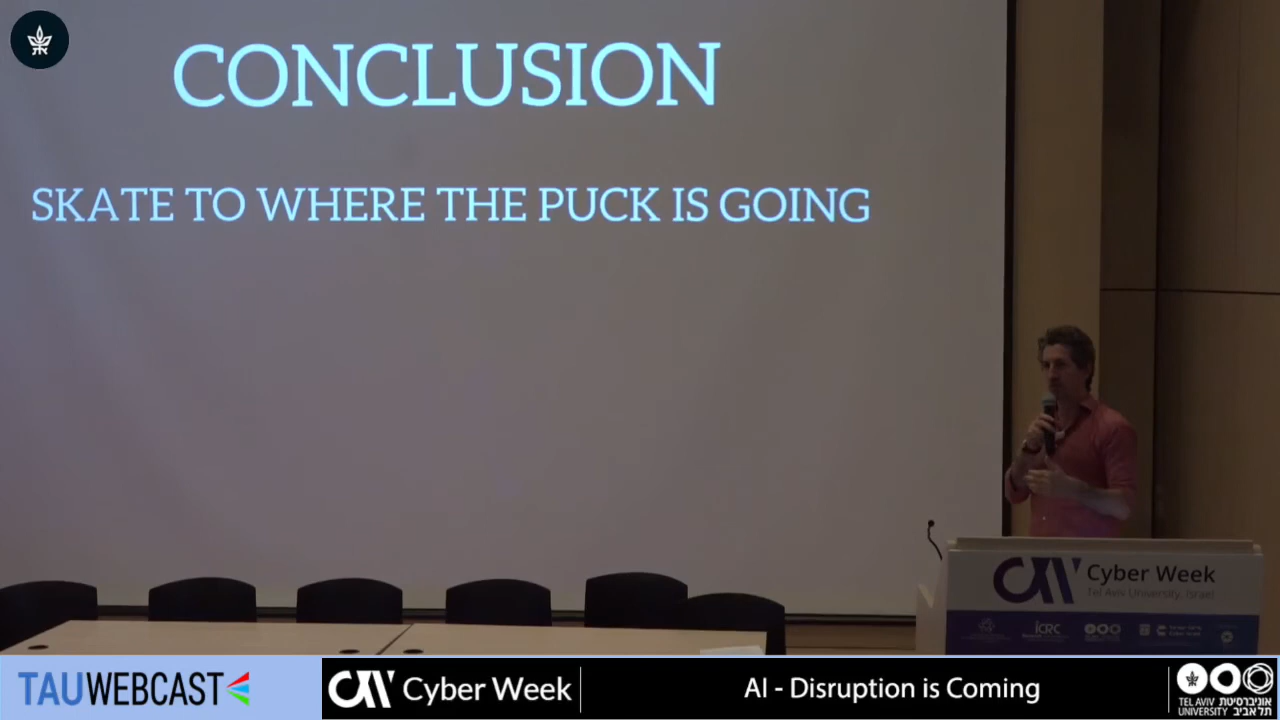 CONCLUSION
SKATE TO WHERE THE PUCK IS GOING
Cyber Week
Tel Aviv University, Israel
ICRC
TAUWEBCAST
Cyber Week
AI - Disruption is Coming
TEL AVIV אוניברסיטת
UNIVERSITY תל אביב